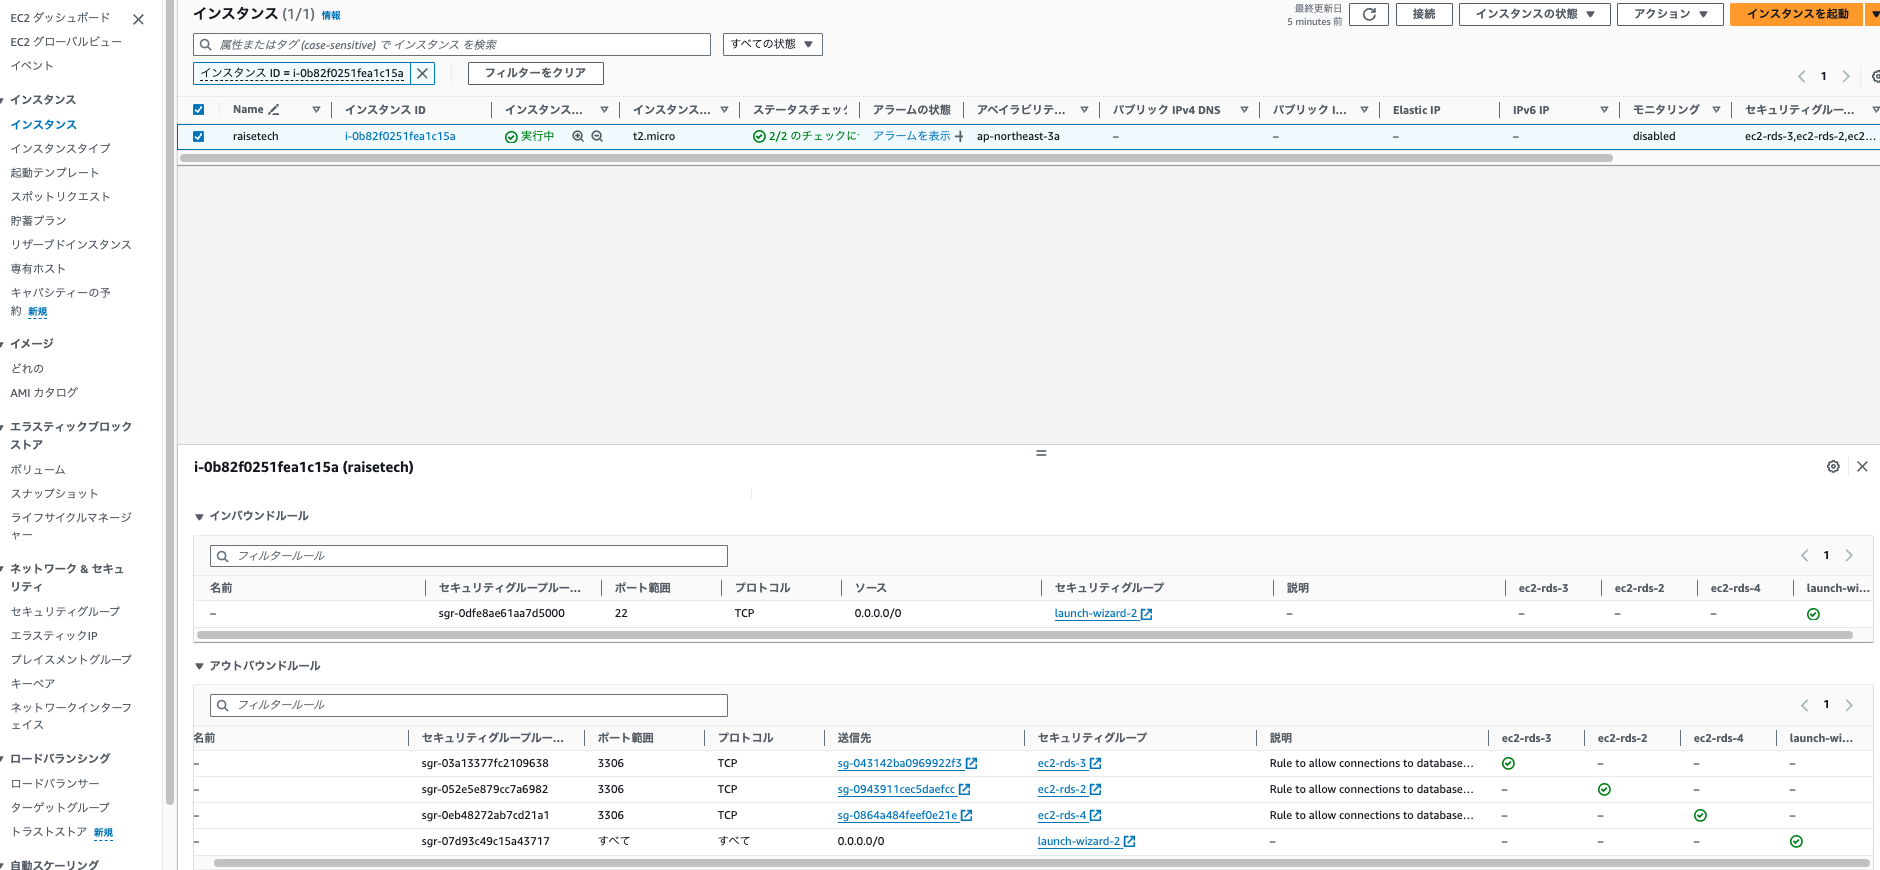 EC2 ダッシュボード
EC2 グローバルビュー
イベント
インスタンス
インスタンス
インスタンスタイプ
起動テンプレート
スポットリクエスト
貯蓄プラン
リザーブドインスタンス
専有ホスト
キャパシティーの予
約 新規
イメージ
どれの
AMI カタログ
エラスティックブロック
ストア
ボリューム
スナップショット
ライフサイクルマネージ
ャー
ネットワーク & セキュ
リティ
セキュリティグループ
エラスティックIP
プレイスメントグループ
キーペア
ネットワークインターフ
ェイス
ロードバランシング
ロードバランサー
ターゲットグループ
トラストストア 新規
自動スケーリング
インスタンス (1/1) 情報
最終更新日
5 minutes 前
接続
インスタンスの状態
アクション
インスタンスを起動
属性またはタグ (case-sensitive) で インスタンス を検索
すべての状態
インスタンス ID = i-0b82f0251fea1c15a
フィルターをクリア
1
Name インスタンス ID インスタンス... インスタンス... ステータスチェック アラームの状態 アベイラビリテ... パブリック IPv4 DNS パブリック I... Elastic IP IPv6 IP モニタリング セキュリティグルー...
raisetech i-0b82f0251fea1c15a 実行中 t2.micro 2/2 のチェックに アラームを表示 ap-northeast-3a – – – – disabled ec2-rds-3,ec2-rds-2,ec2...
i-0b82f0251fea1c15a (raisetech)
インバウンドルール
フィルタールール
1
名前 セキュリティグループルー... ポート範囲 プロトコル ソース セキュリティグループ 説明 ec2-rds-3 ec2-rds-2 ec2-rds-4 launch-wi...
– sgr-0dfe8ae61aa7d5000 22 TCP 0.0.0.0/0 launch-wizard-2 – – – –
アウトバウンドルール
フィルタールール
1
名前 セキュリティグループルー... ポート範囲 プロトコル 送信先 セキュリティグループ 説明 ec2-rds-3 ec2-rds-2 ec2-rds-4 launch-wi...
– sgr-03a13377fc2109638 3306 TCP sg-043142ba0969922f3 ec2-rds-3 Rule to allow connections to database... – – –
– sgr-052e5e879cc7a6982 3306 TCP sg-0943911cec5daefcc ec2-rds-2 Rule to allow connections to database... – – –
– sgr-0eb48272ab7cd21a1 3306 TCP sg-0864a484feef0e21e ec2-rds-4 Rule to allow connections to database... – – –
– sgr-07d93c49c15a43717 すべて すべて 0.0.0.0/0 launch-wizard-2 – – – –